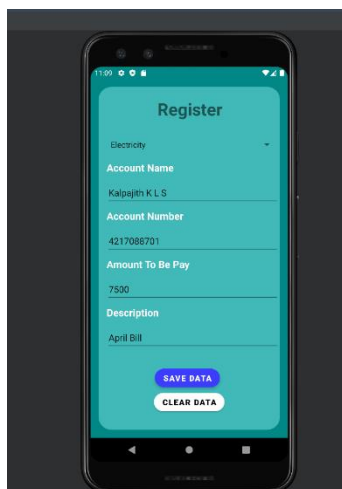 11:09
Register
Electricity
Account Name
Kalpajith K L S
Account Number
4217088701
Amount To Be Pay
7500
Description
April Bill
SAVE DATA
CLEAR DATA